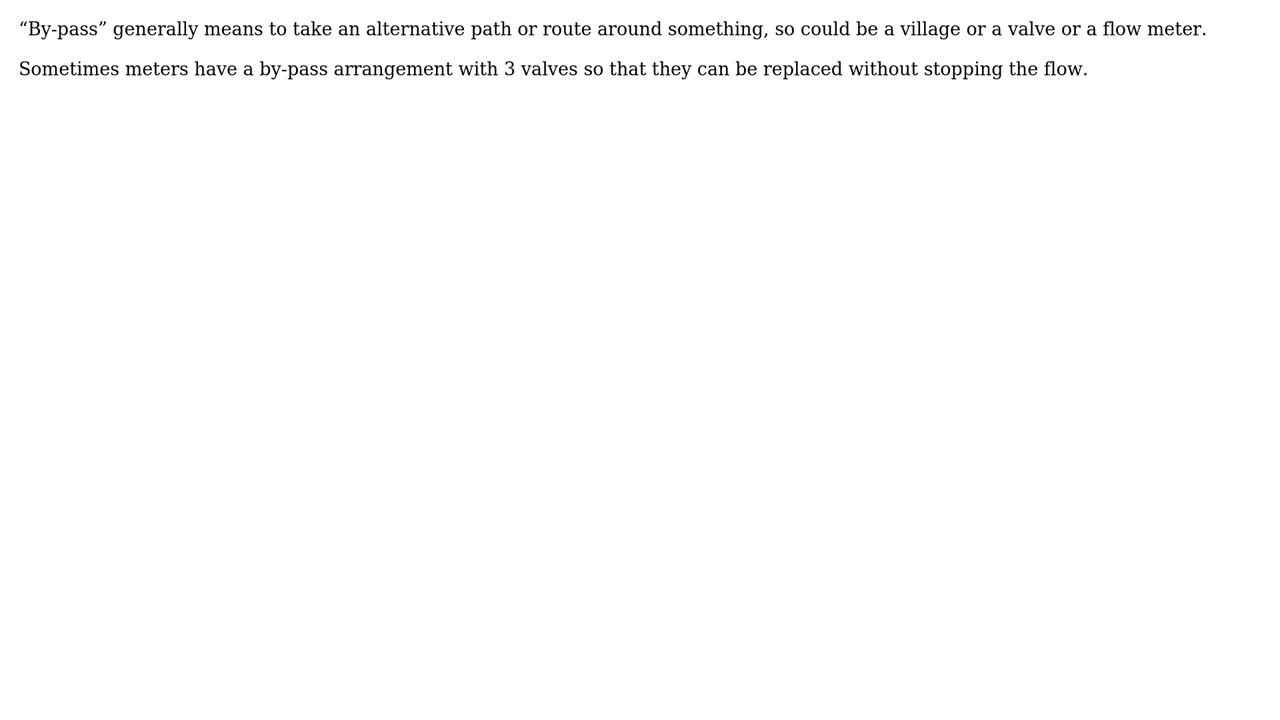 “By-pass” generally means to take an alternative path or route around something, so could be a village or a valve or a flow meter.
Sometimes meters have a by-pass arrangement with 3 valves so that they can be replaced without stopping the flow.